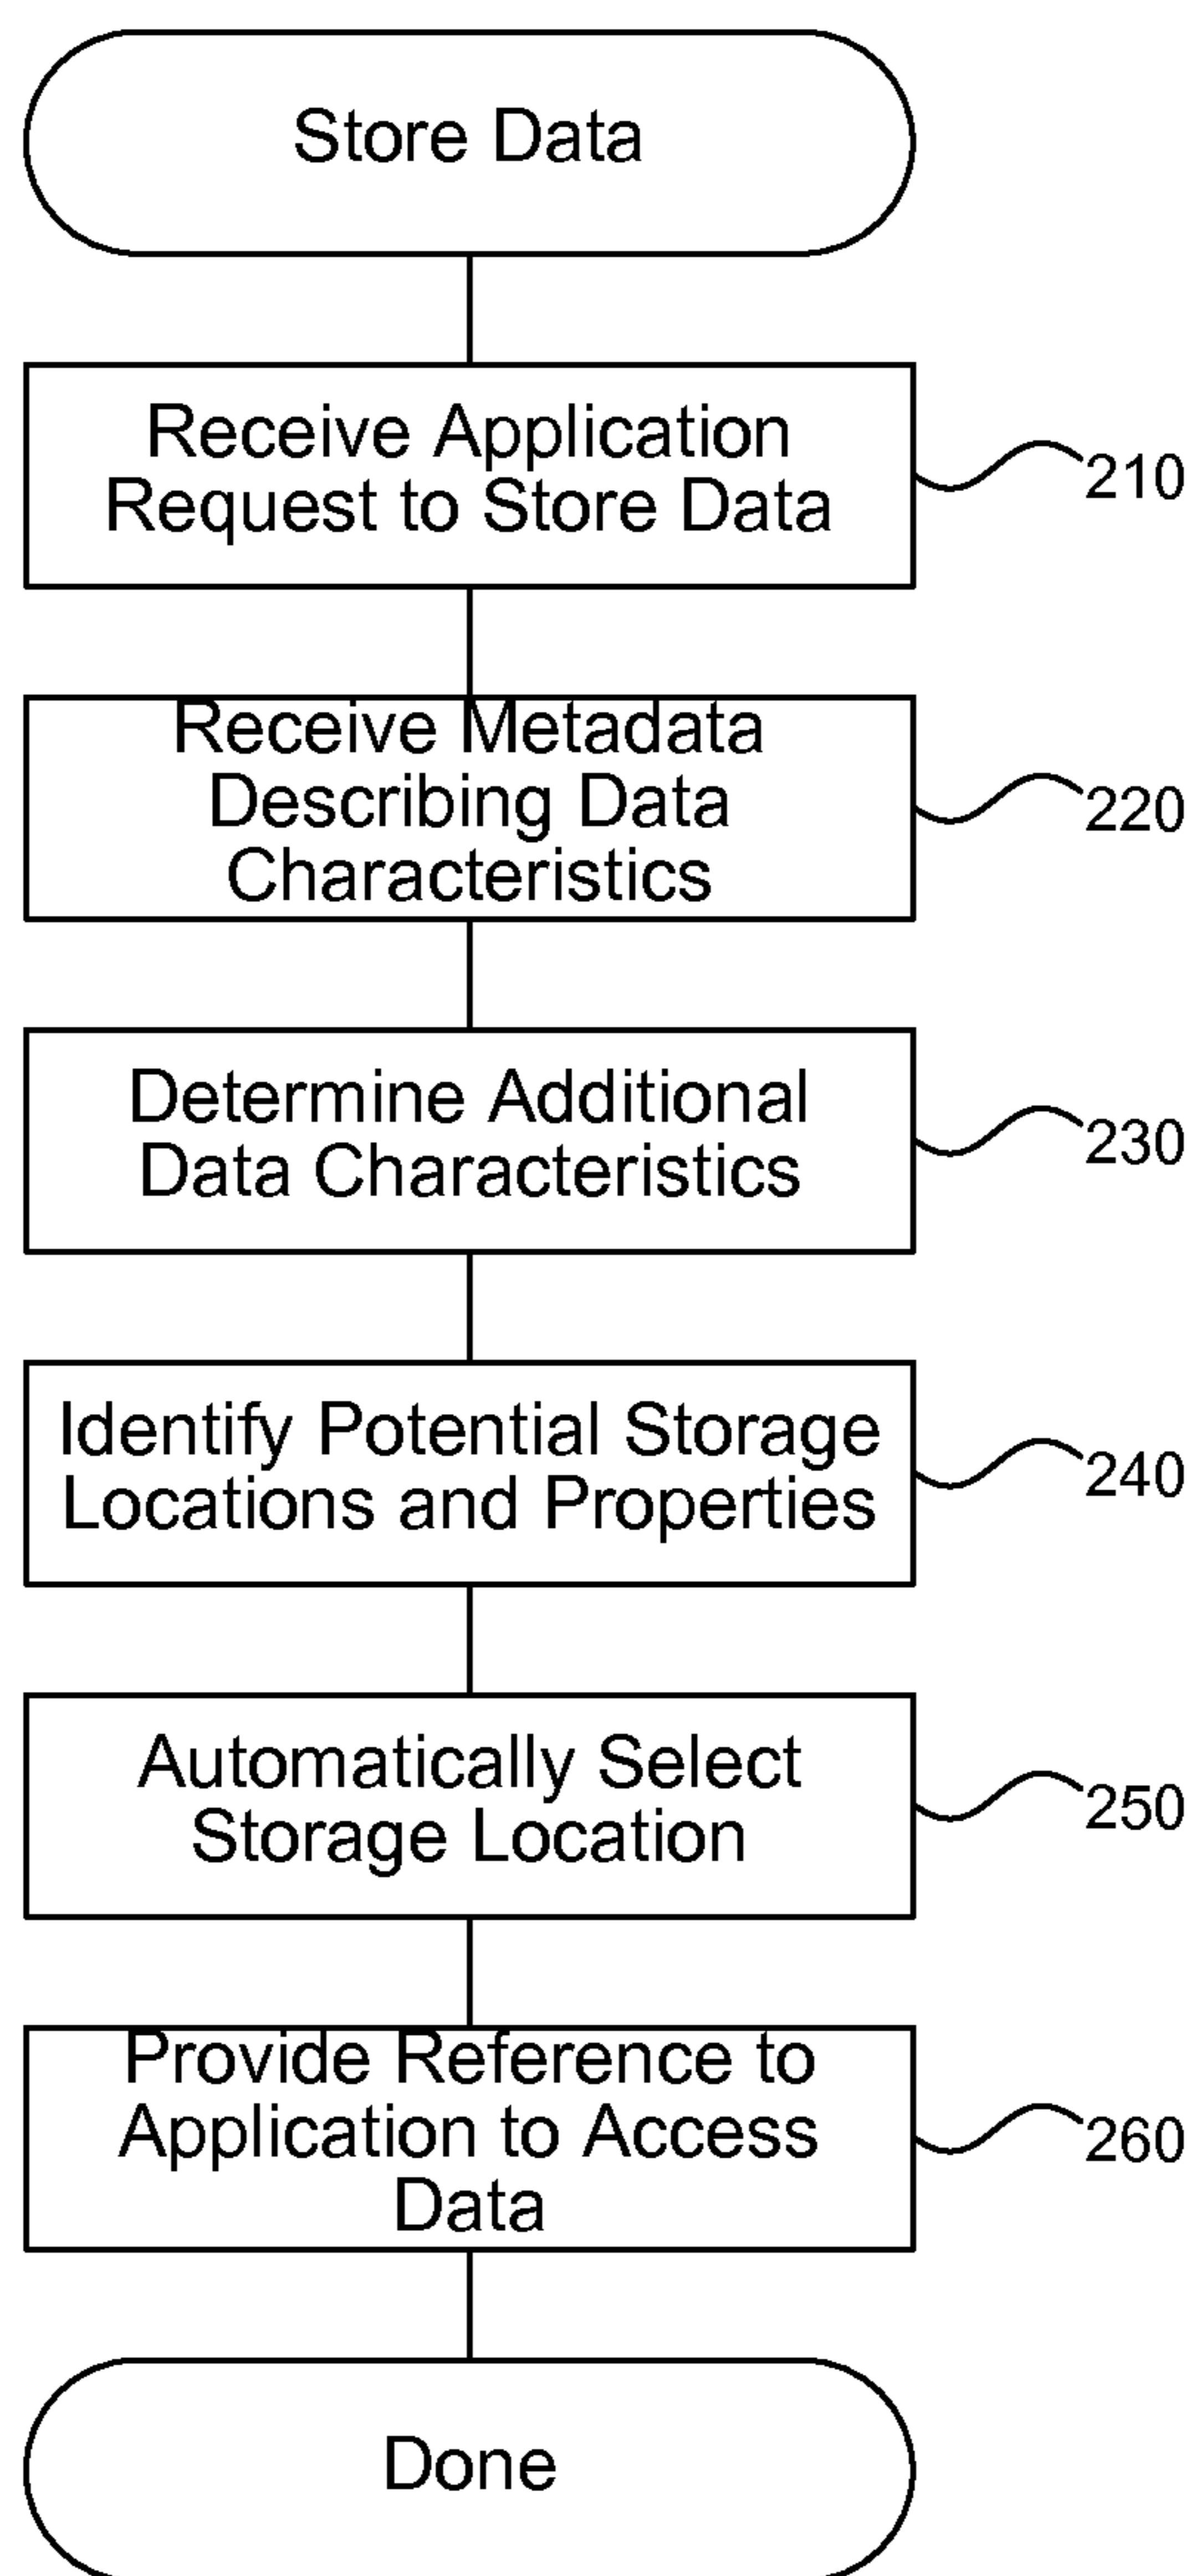 Store Data
Receive Application
Request to Store Data
210
Receive Metadata
Describing Data
Characteristics
220
Determine Additional
Data Characteristics
230
Identify Potential Storage
Locations and Properties
240
Automatically Select
Storage Location
250
Provide Reference to
Application to Access
Data
260
Done